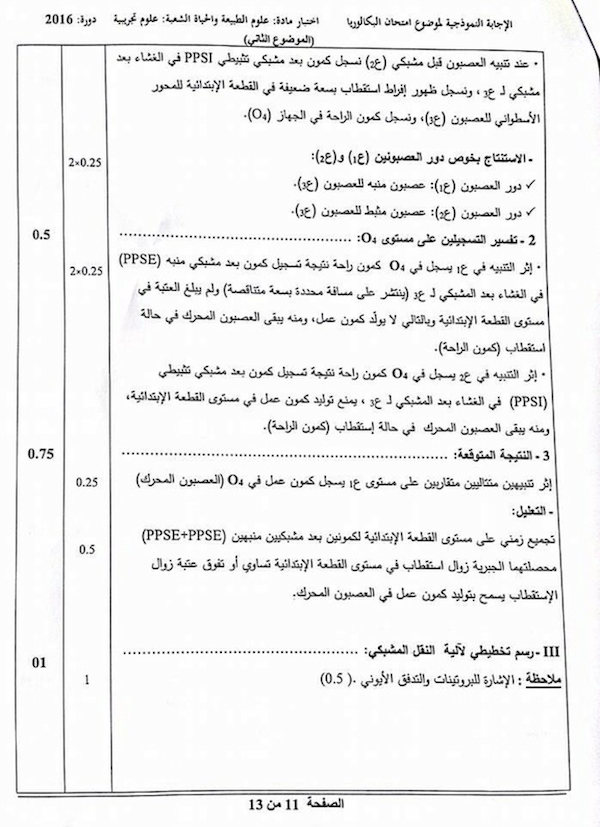 الإجابة النموذجية لموضوع امتحان البكالوريا اختبار مادة: علوم الطبيعة والحياة الشعبة: علوم تجريبية دورة: 2016
(الموضوع الثاني)
· عند تنبيه العصبون قبل مشبكي (ع2) نسجل كمون بعد مشبكي تثبيطي PPSI في الغشاء بعد
مشبكي لـ ع3 ، ونسجل ظهور إفراط استقطاب بسعة ضعيفة في القطعة الإبتدائية للمحور
الأسطواني للعصبون (ع3)، ونسجل كمون الراحة في الجهاز (O4).
- الاستنتاج بخوص دور العصبونين (ع1) و(ع2): 2×0.25
✓ دور العصبون (ع1): عصبون منبه للعصبون (ع3).
✓ دور العصبون (ع2): عصبون مثبط للعصبون (ع3).
2 - تفسير التسجيلين على مستوى O4: ........................................ 0.5
· إثر التنبيه في ع1 يسجل في O4 كمون راحة نتيجة تسجيل كمون بعد مشبكي منبه (PPSE) 2×0.25
في الغشاء بعد المشبكي لـ ع3 (ينتشر على مسافة محددة بسعة متناقصة) ولم يبلغ العتبة في
مستوى القطعة الإبتدائية وبالتالي لا يولّد كمون عمل، ومنه يبقى العصبون المحرك في حالة
استقطاب (كمون الراحة).
· إثر التنبيه في ع2 يسجل في O4 كمون راحة نتيجة تسجيل كمون بعد مشبكي تثبيطي
(PPSI) في الغشاء بعد المشبكي لـ ع3 ، يمنع توليد كمون عمل في مستوى القطعة الإبتدائية،
ومنه يبقى العصبون المحرك في حالة إستقطاب (كمون الراحة).
3 - النتيجة المتوقعة: ........................................ 0.75
إثر تنبيهين متتاليين متقاربين على مستوى ع1 يسجل كمون عمل في O4 (العصبون المحرك) 0.25
- التعليل:
تجميع زمني على مستوى القطعة الإبتدائية لكمونين بعد مشبكيين منبهين (PPSE+PPSE) 0.5
محصلتهما الجبرية زوال استقطاب في مستوى القطعة الإبتدائية تساوي أو تفوق عتبة زوال
الإستقطاب يسمح بتوليد كمون عمل في العصبون المحرك.
III - رسم تخطيطي لآلية النقل المشبكي: ........................................ 01
ملاحظة : الإشارة للبروتينات والتدفق الأيوني .( 0.5) 1
الصفحة 11 من 13